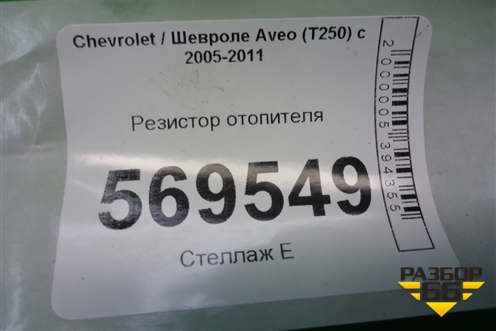 Chevrolet / Шевроле Aveo (T250) с
2005-2011
Резистор отопителя
569549
Стеллаж Е
2000005394355
РАЗБОР
66